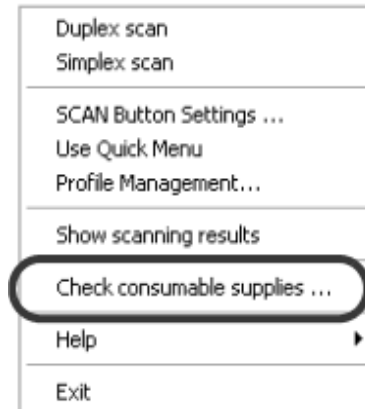 Duplex scan
Simplex scan
SCAN Button Settings ...
Use Quick Menu
Profile Management...
Show scanning results
Check consumable supplies ...
Help
Exit